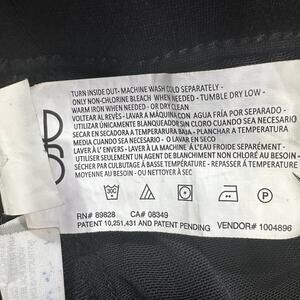 TURN INSIDE OUT- MACHINE WASH COLD SEPARATELY -
ONLY NON-CHLORINE BLEACH WHEN NEEDED - TUMBLE DRY LOW -
WARM IRON WHEN NEEDED - OR DRY CLEAN
VOLTEAR AL REVÈS - LAVAR A MÁQUINA CON AGUA FRÍA POR SEPARADO -
UTILIZAR ÚNICAMENTE BLANQUEADOR SIN CLORO CUANDO SEA NECESARIO -
SECAR EN SECADORA A TEMPERARURA BAJA - PLANCHAR A TEMPERATURA
MEDIA CUANDO SEA NECESARIO - O LAVAR EN SECO
LAVER À L' ENVERS - LAVER À LA MACHINE À L'EAU FROIDE SÉPARÉMENT -
UTILISER SEULEMENT UN AGENT DE BLANCHIMENT NON CHLORÉ AU BESOIN -
SÉCHER PAR CULBUTAGE À BASSE TEMPÉRATURE - REPASSER À TEMPÉRATURE
MOYENNE AU BESOIN - OU NETTOYER À SEC
RN# 89828 CA# 08349
PATENT 10,251,431 AND PATENT PENDING VENDOR# 1004896